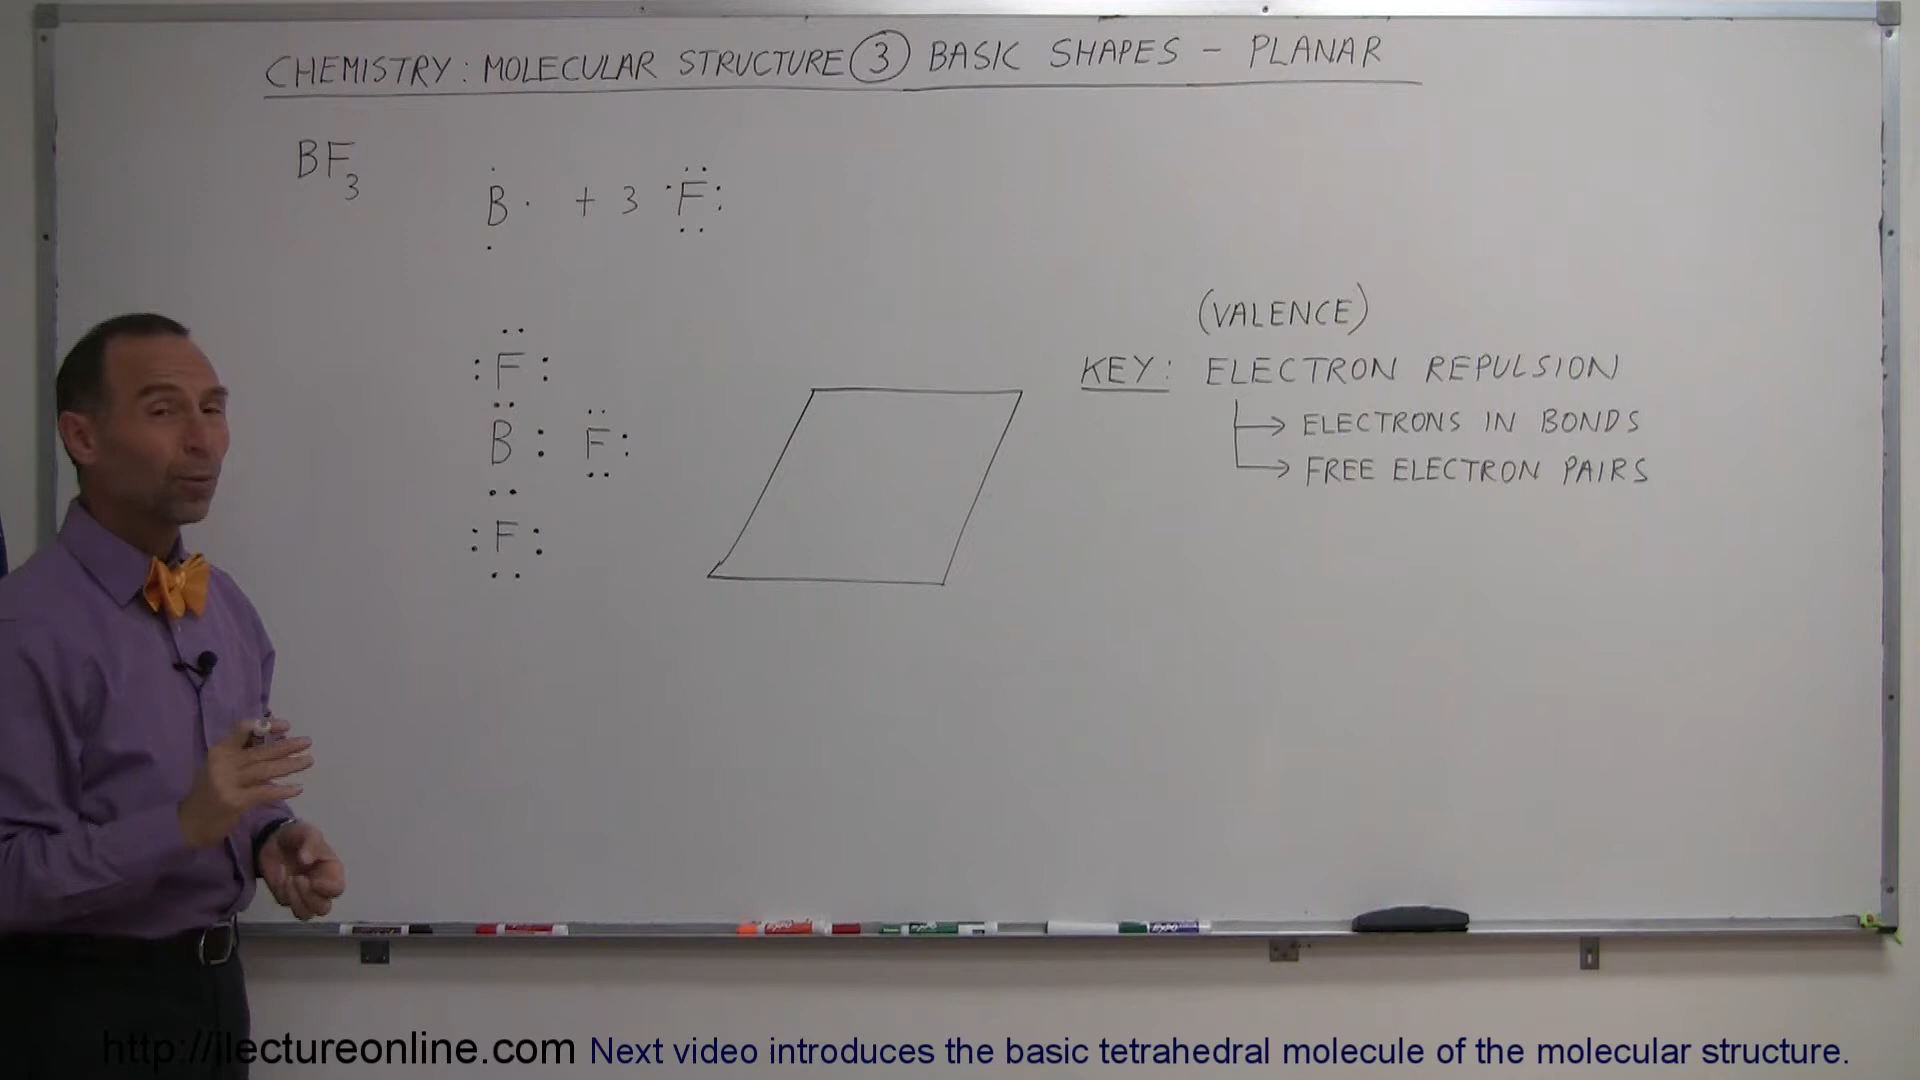 CHEMISTRY: MOLECULAR STRUCTURE ③ BASIC SHAPES - PLANAR
BF3
B + 3 F
(VALENCE)
KEY: ELECTRON REPULSION
→ ELECTRONS IN BONDS
→ FREE ELECTRON PAIRS
F
B : F
F
http://ilectureonline.com Next video introduces the basic tetrahedral molecule of the molecular structure.